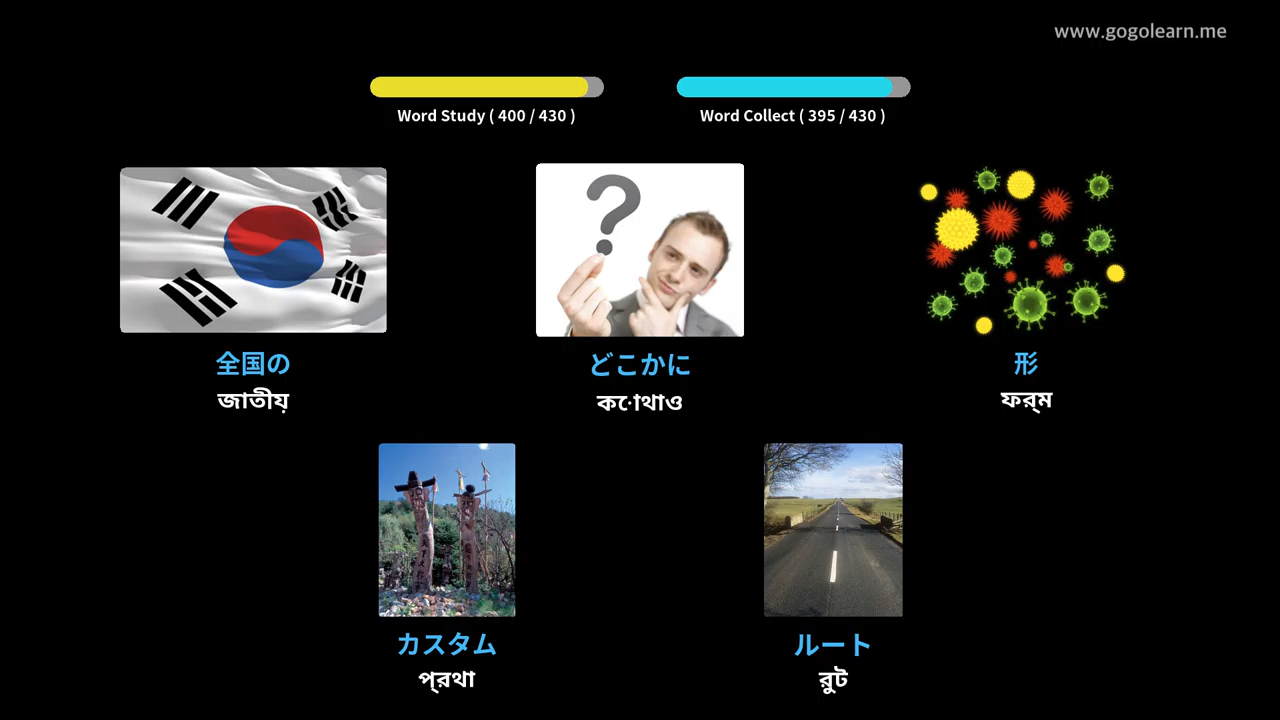 www.gogolearn.me
Word Study ( 400 / 430 )
Word Collect ( 395 / 430 )
全国の
জাতীয়
どこかに
কোথাও
形
ফর্ম
カスタム
প্রথা
ルート
রুট